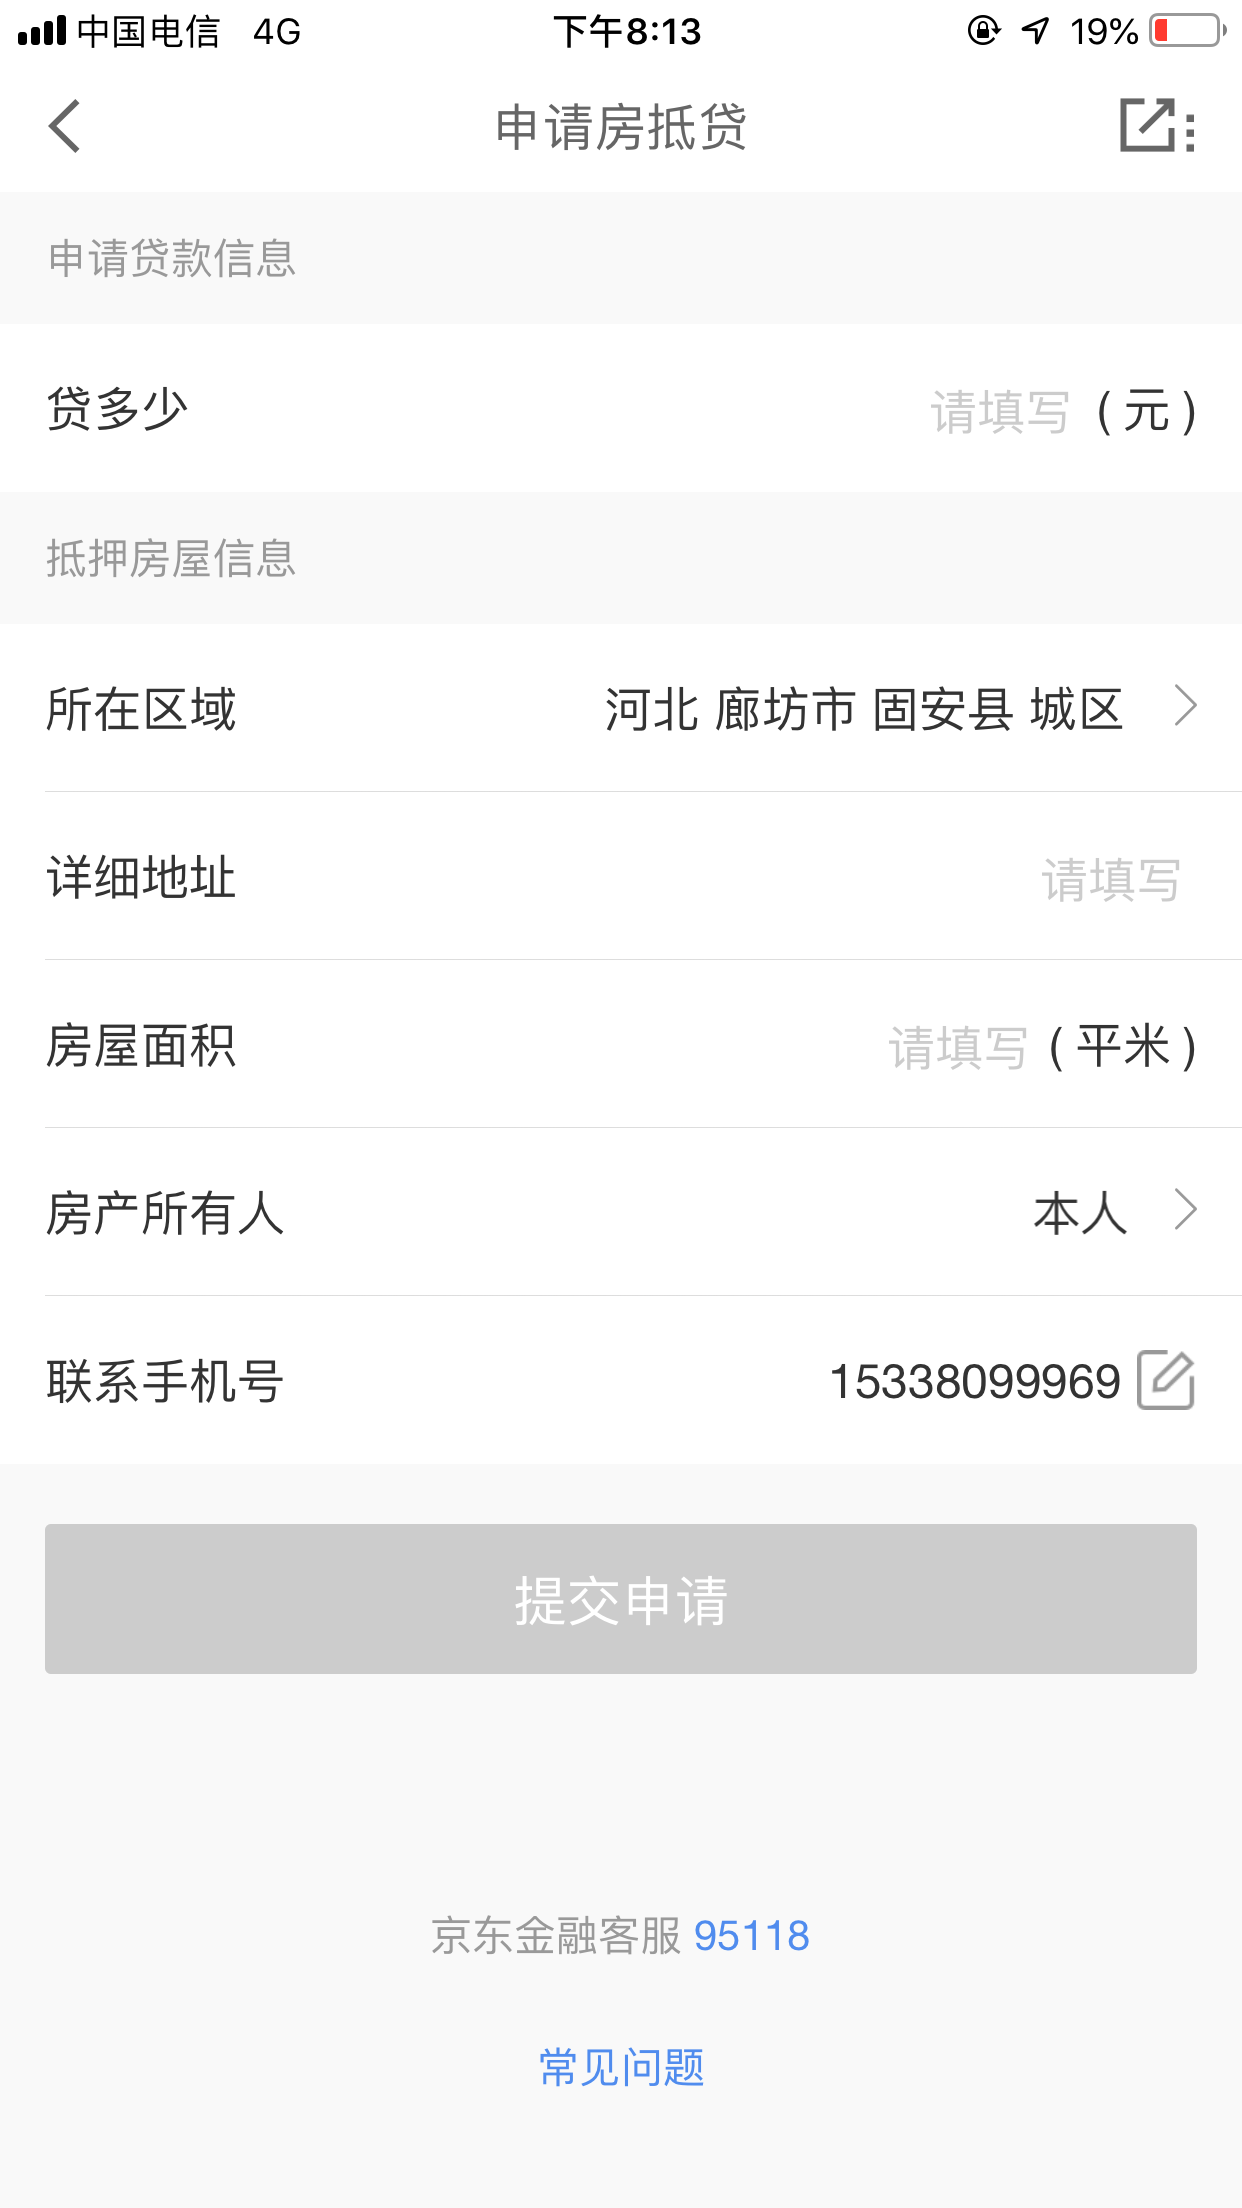 中国电信 4G 下午8:13 19%
申请房抵贷
申请贷款信息
贷多少 请填写 (元)
抵押房屋信息
所在区域 河北 廊坊市 固安县 城区
详细地址 请填写
房屋面积 请填写 (平米)
房产所有人 本人
联系手机号 15338099969
提交申请
京东金融客服 95118
常见问题